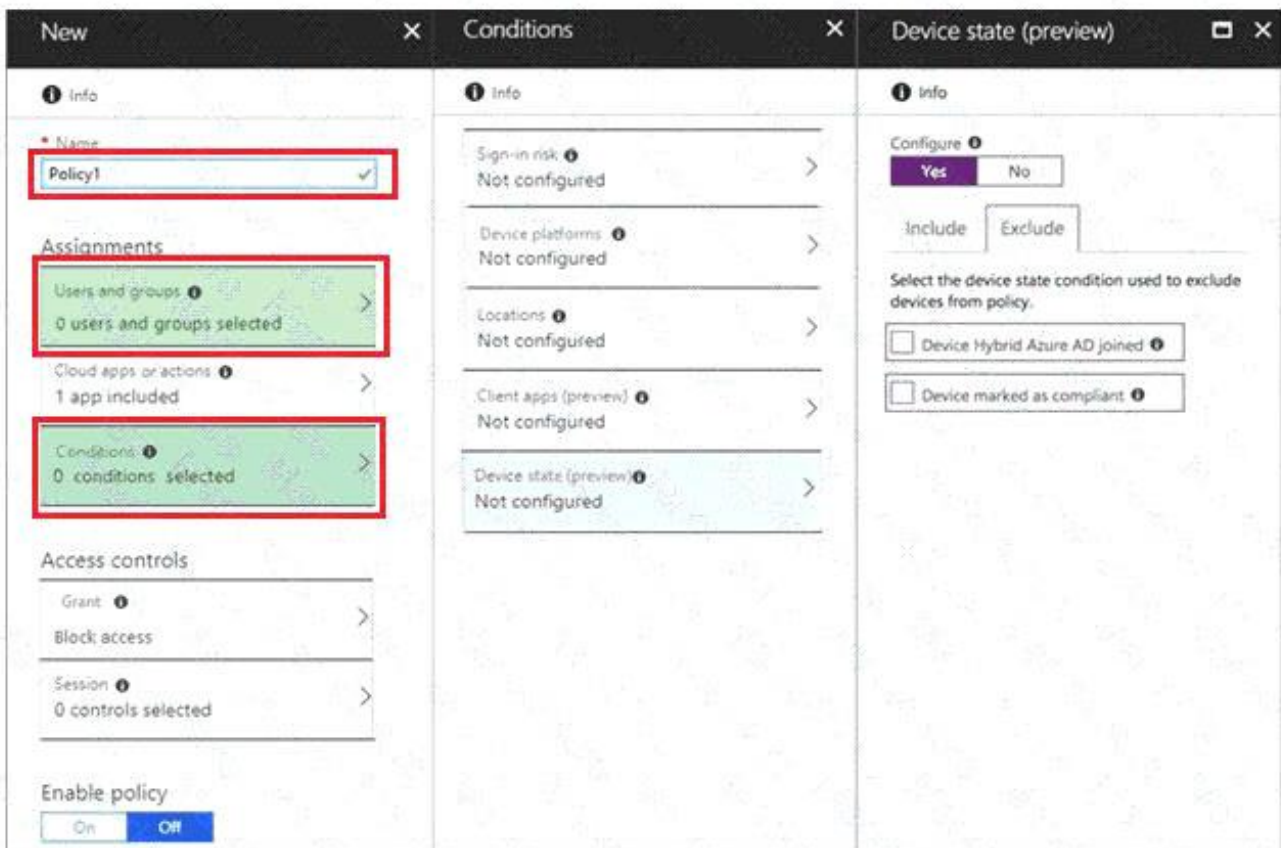 New
Info
* Name
Policy1
Assignments
Users and groups
0 users and groups selected
Cloud apps or actions
1 app included
Conditions
0 conditions selected
Access controls
Grant
Block access
Session
0 controls selected
Enable policy
On Off
Conditions
Info
Sign-in risk
Not configured
Device platforms
Not configured
Locations
Not configured
Client apps (preview)
Not configured
Device state (preview)
Not configured
Device state (preview)
Info
Configure
Yes No
Include Exclude
Select the device state condition used to exclude
devices from policy.
Device Hybrid Azure AD joined
Device marked as compliant